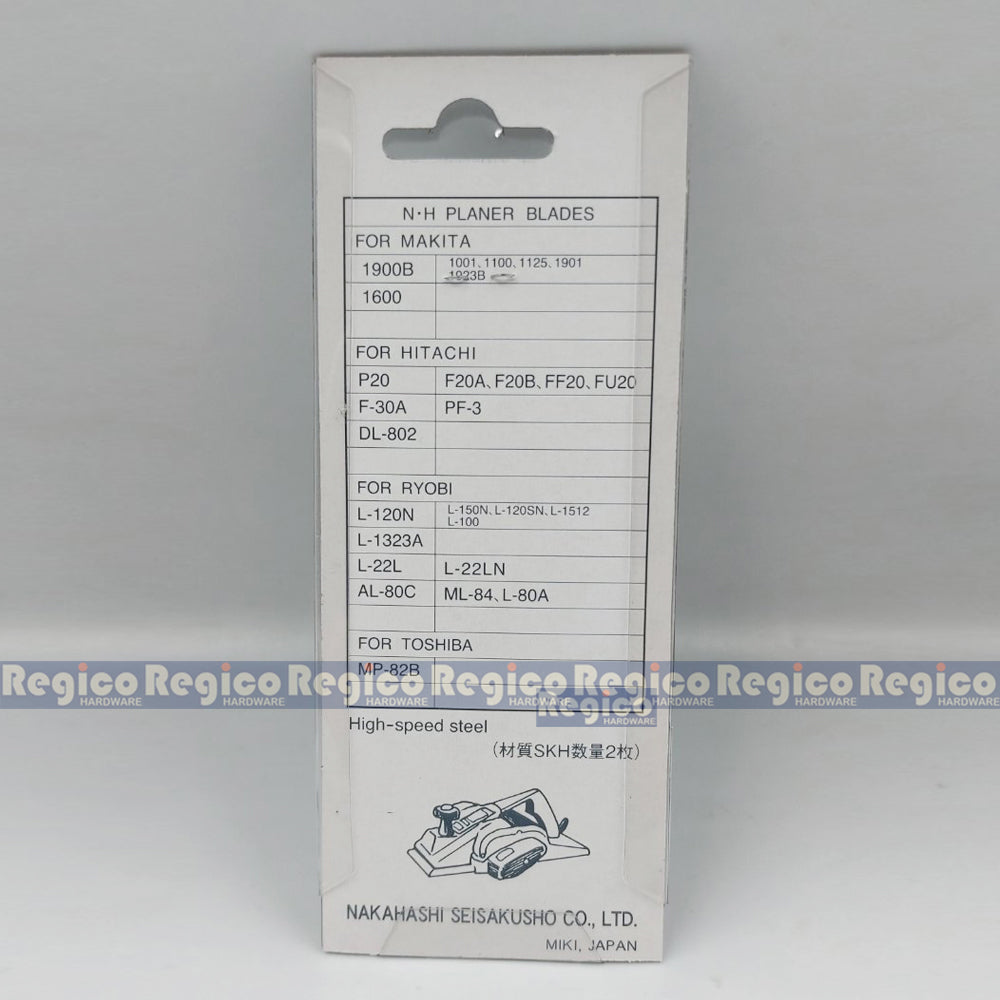 N·H PLANER BLADES
FOR MAKITA
1900B 1001、1100、1125、1901
1923B
1600
FOR HITACHI
P20 F20A、F20B、FF20、FU20
F-30A PF-3
DL-802
FOR RYOBI
L-120N L-150N、L-120SN、L-1512
L-100
L-1323A
L-22L L-22LN
AL-80C ML-84、L-80A
FOR TOSHIBA
MP-82B
Regico Regico Regico Regico Regico Regico Regico
HARDWARE HARDWARE HARDWARE HARDWARE HARDWARE HARDWARE HARDWARE
Regico
HARDWARE
High-speed steel
(材質SKH数量2枚)
NAKAHASHI SEISAKUSHO CO., LTD.
MIKI, JAPAN